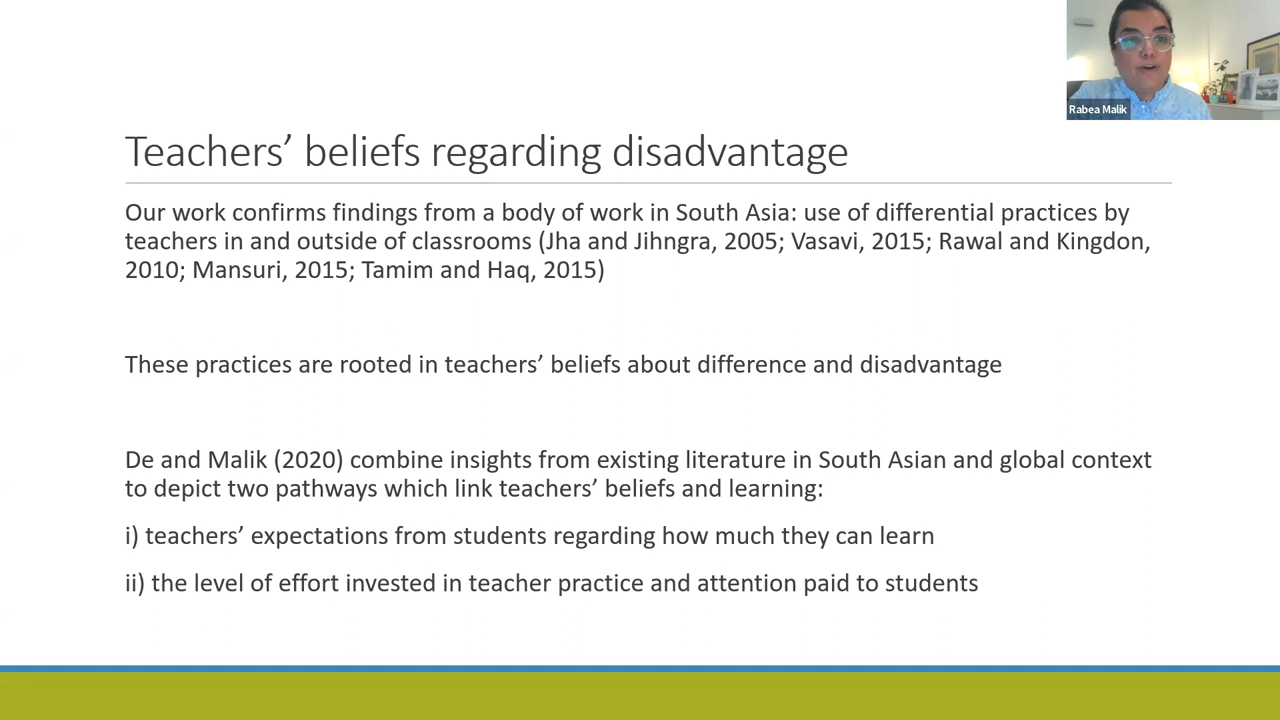 Rabea Malik
Teachers’ beliefs regarding disadvantage
Our work confirms findings from a body of work in South Asia: use of differential practices by
teachers in and outside of classrooms (Jha and Jihngra, 2005; Vasavi, 2015; Rawal and Kingdon,
2010; Mansuri, 2015; Tamim and Haq, 2015)
These practices are rooted in teachers’ beliefs about difference and disadvantage
De and Malik (2020) combine insights from existing literature in South Asian and global context
to depict two pathways which link teachers’ beliefs and learning:
i) teachers’ expectations from students regarding how much they can learn
ii) the level of effort invested in teacher practice and attention paid to students